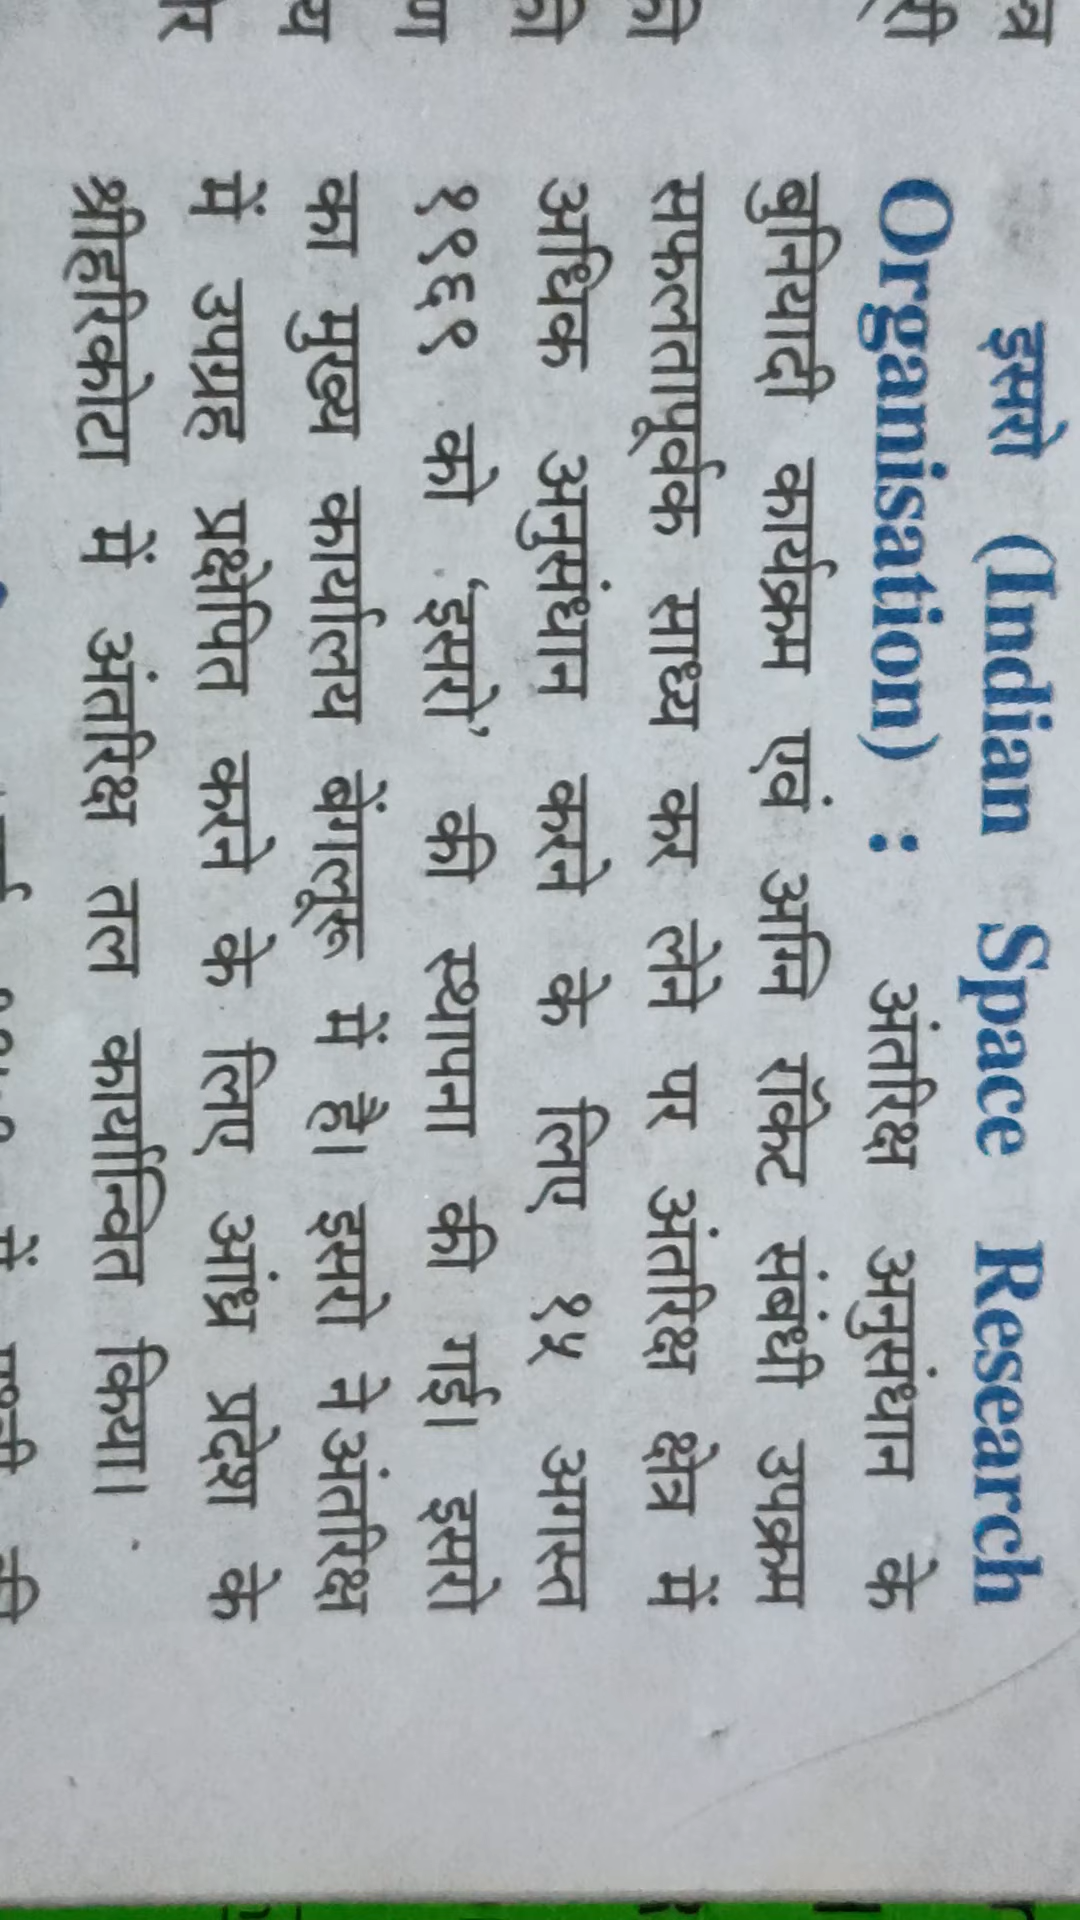 इसरो (Indian Space Research
Organisation) : अंतरिक्ष अनुसंधान के
बुनियादी कार्यक्रम एवं अग्नि रॉकेट संबंधी उपक्रम
सफलतापूर्वक साध्य कर लेने पर अंतरिक्ष क्षेत्र में
अधिक अनुसंधान करने के लिए १५ अगस्त
१९६९ को ‘इसरो’ की स्थापना की गई। इसरो
का मुख्य कार्यालय बेंगलूरू में है। इसरो ने अंतरिक्ष
में उपग्रह प्रक्षेपित करने के लिए आंध्र प्रदेश के
श्रीहरिकोटा में अंतरिक्ष तल कार्यान्वित किया।